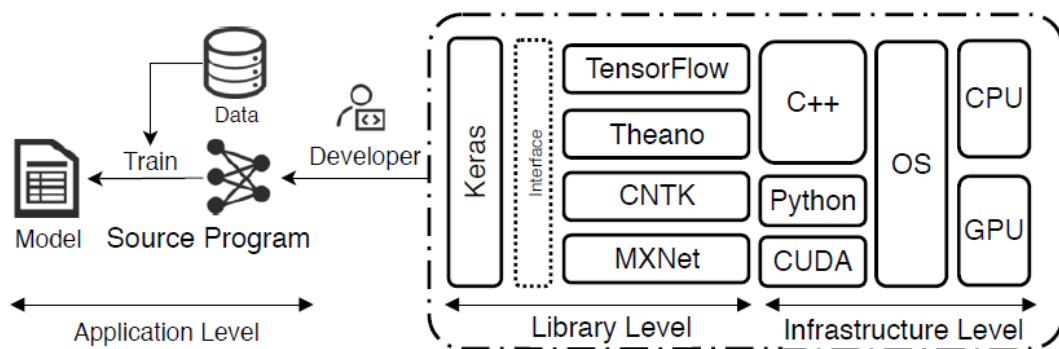 Data
Train
Model
Source Program
Application Level
Developer
Keras
Interface
TensorFlow
Theano
CNTK
MXNet
Library Level
C++
Python
CUDA
OS
CPU
GPU
Infrastructure Level